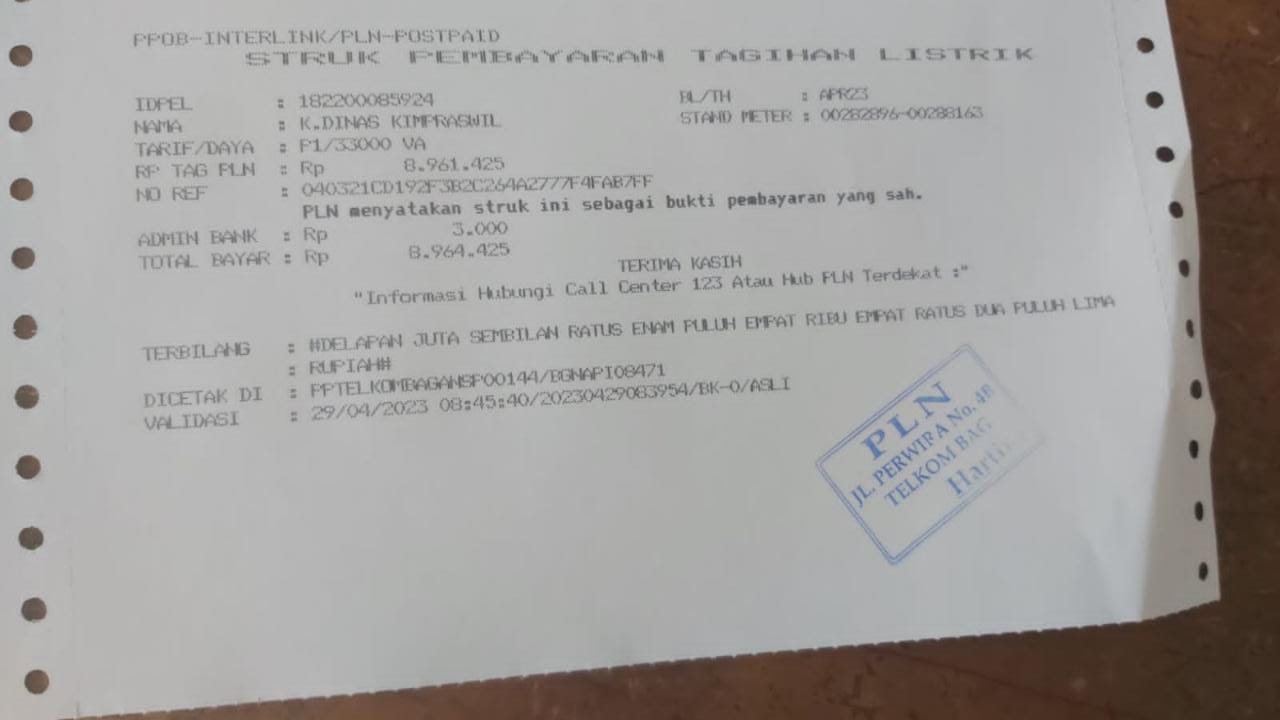 PPOB-INTERLINK/PLN-POSTPAID
STRUK PEMBAYARAN TAGIHAN LISTRIK
IDPEL : 182200085924 BL/TH : APR23
NAMA : K.DINAS KIMPRASWIL STAND METER : 00282896-00288163
TARIF/DAYA : P1/33000 VA
RP TAG PLN : Rp 8.961.425
NO REF : 040321CD192F3B2C264A2777F4FAB7FF
PLN menyatakan struk ini sebagai bukti pembayaran yang sah.
ADMIN BANK : Rp 3.000
TOTAL BAYAR : Rp 8.964.425
TERIMA KASIH
"Informasi Hubungi Call Center 123 Atau Hub PLN Terdekat :"
TERBILANG : #DELAPAN JUTA SEMBILAN RATUS ENAM PULUH EMPAT RIBU EMPAT RATUS DUA PULUH LIMA
: RUPIAH#
DICETAK DI : PPTELKOMBAGANSP00144/BGNAPI08471
VALIDASI : 29/04/2023 08:45:40/20230429083954/BK-0/ASLI
PLN
JL. PERWIRA No. 4B
TELKOM BAG